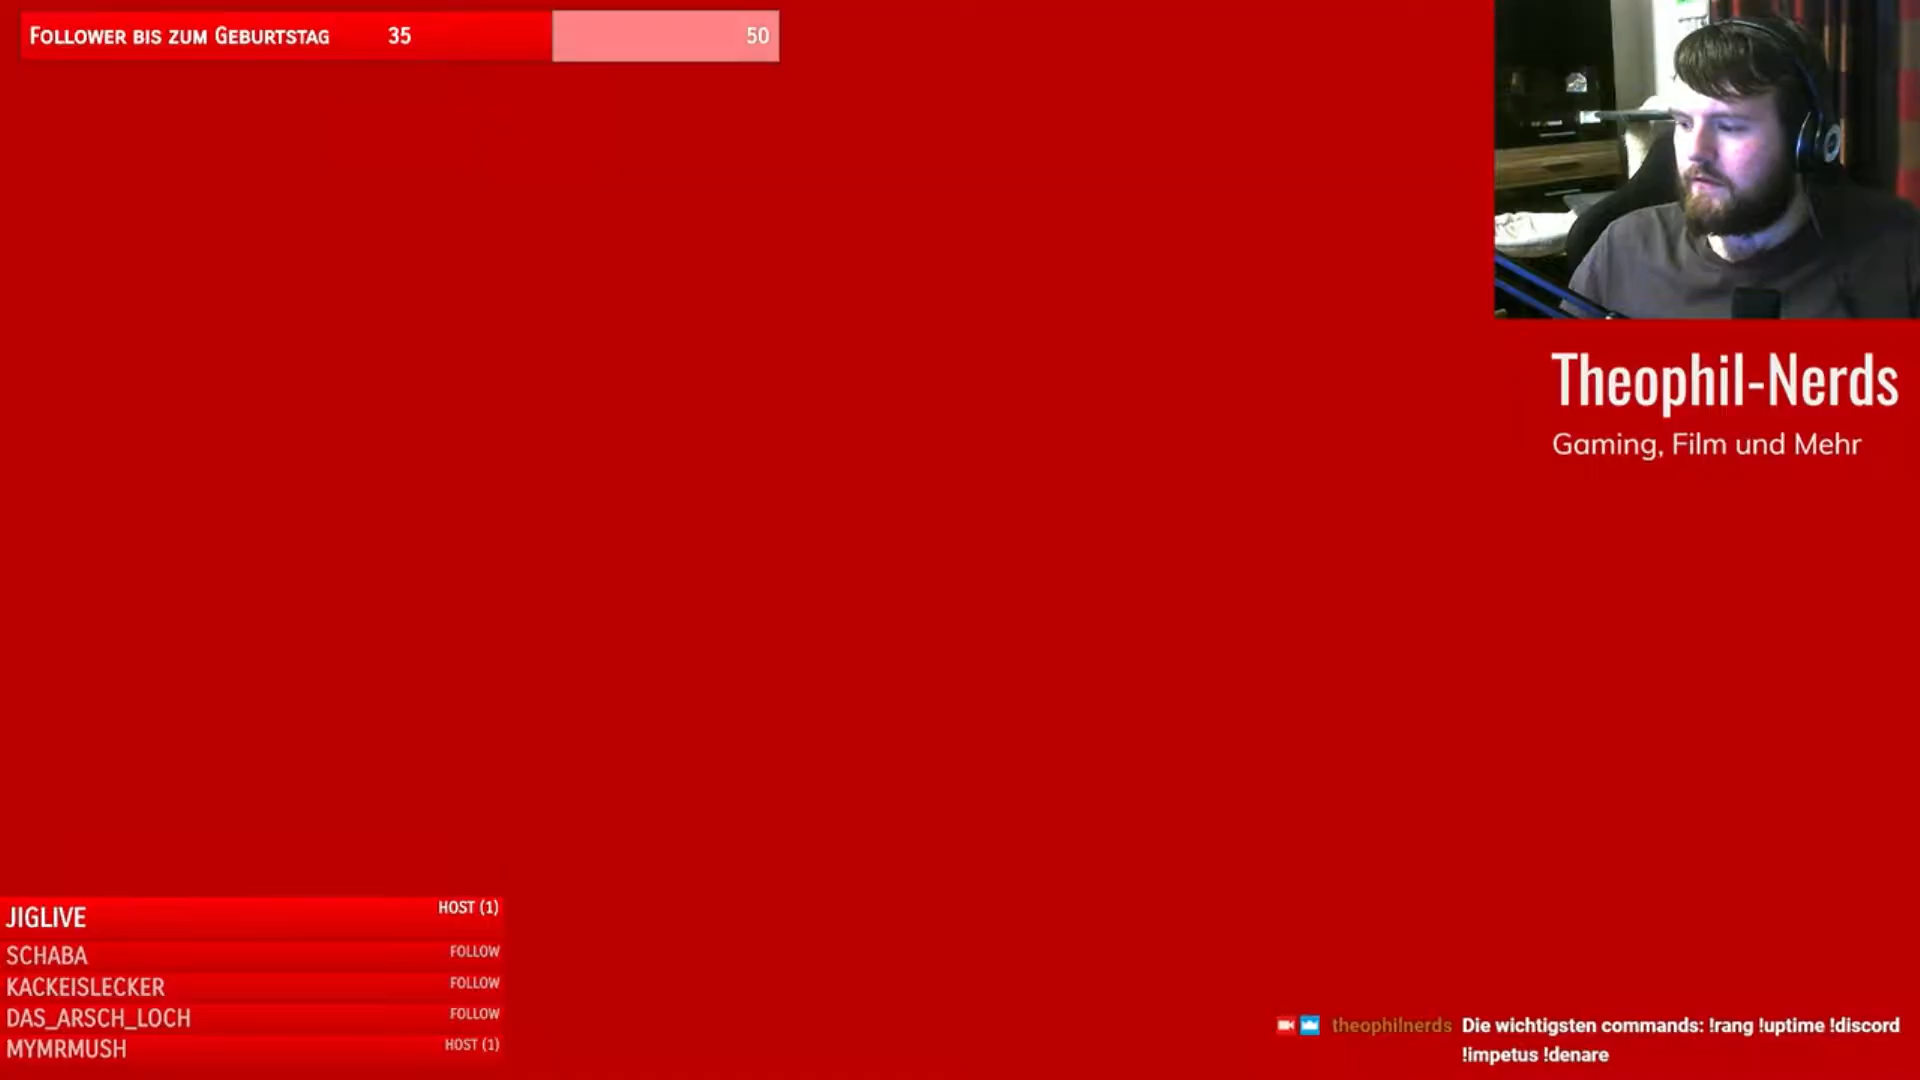 Follower bis zum Geburtstag 35 50
Theophil-Nerds
Gaming, Film und Mehr
JIGLIVE HOST (1)
SCHABA FOLLOW
KACKEISLECKER FOLLOW
DAS_ARSCH_LOCH FOLLOW
MYMRMUSH HOST (1)
theophilnerds Die wichtigsten commands: !rang !uptime !discord
!impetus !denare